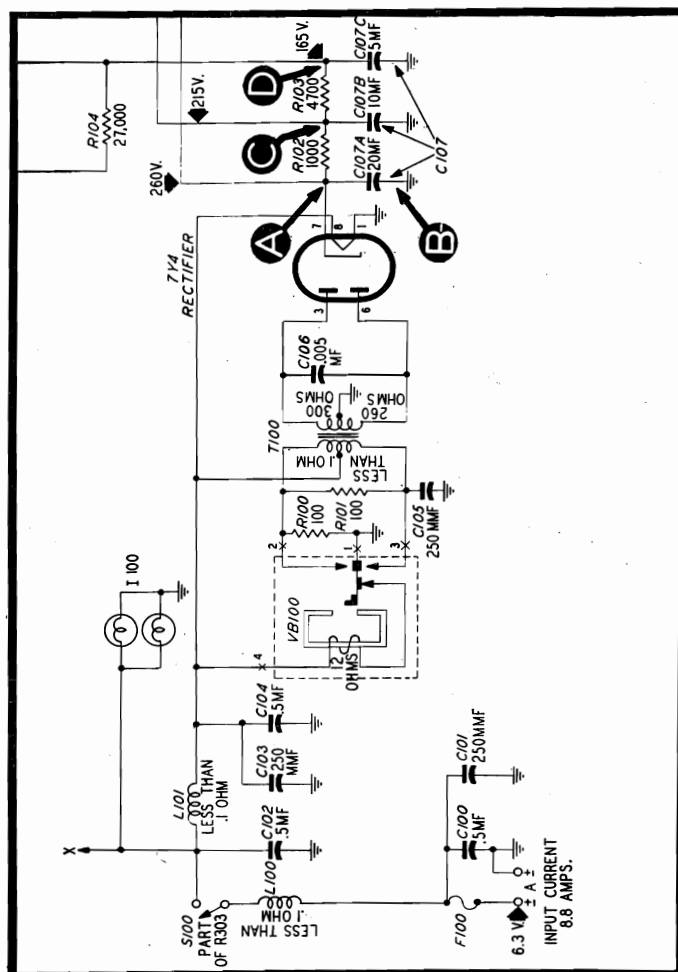 R104
27,000
260V.
215V.
165V.
D
C
A
B
R103
4700
R102
1000
C107C
.5MF
C107B
10MF
C107A
20MF
C107
7Y4
RECTIFIER
7
8
1
3
6
C106
.005
MF
T100
300
OHMS
260
OHMS
LESS
THAN
.1 OHM
R100
100
R101
100
C105
250 MMF
2
1
3
4
VB100
12
OHMS
I 100
C104
.5MF
C103
250
MMF
L101
LESS THAN
.1 OHM
X
C102
.5MF
S100
PART
OF R303
L100
LESS THAN
.1 OHM
C101
250MMF
C100
.5MF
F100
6.3 V.
± A ±
INPUT CURRENT
8.8 AMPS.